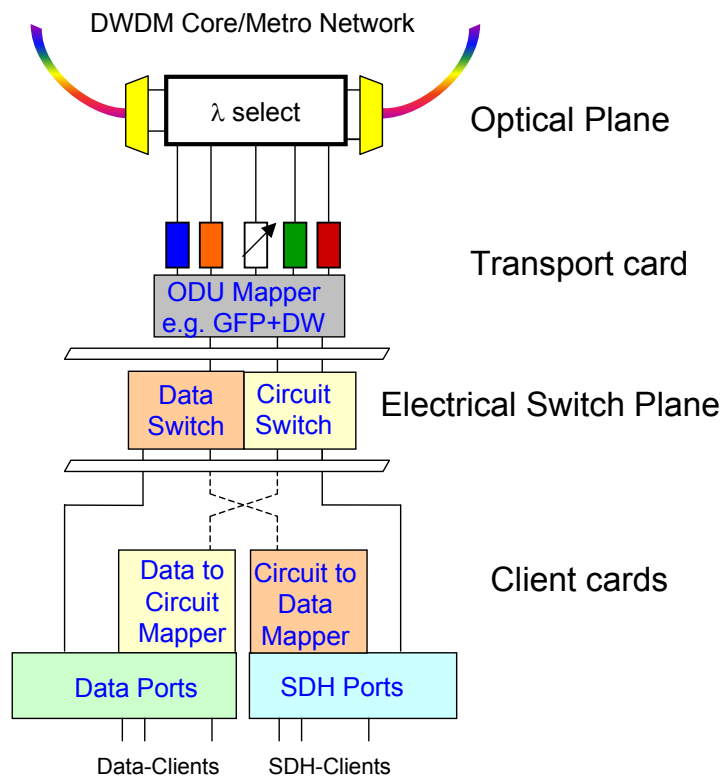 DWDM Core/Metro Network
λ select
Optical Plane
Transport card
ODU Mapper
e.g. GFP+DW
Data
Switch
Circuit
Switch
Electrical Switch Plane
Data to
Circuit
Mapper
Circuit to
Data
Mapper
Client cards
Data Ports
SDH Ports
Data-Clients
SDH-Clients